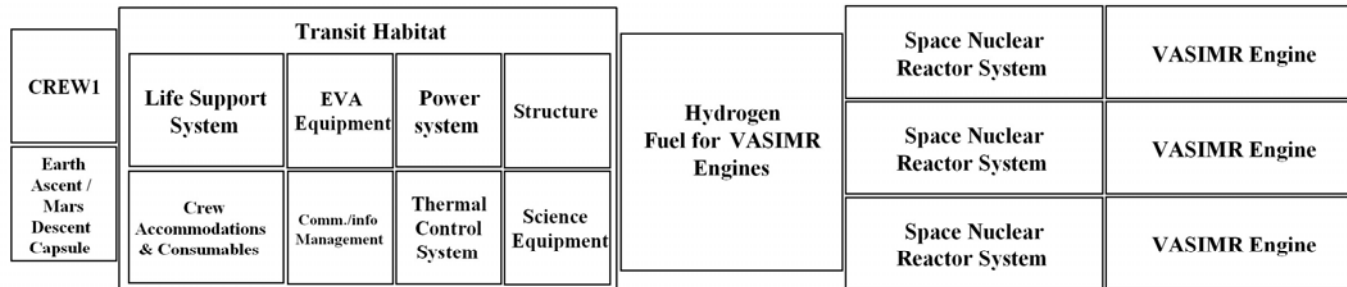 CREW1
Earth
Ascent /
Mars
Descent
Capsule
Transit Habitat
Life Support
System
EVA
Equipment
Power
system
Structure
Crew
Accommodations
& Consumables
Comm./info
Management
Thermal
Control
System
Science
Equipment
Hydrogen
Fuel for VASIMR
Engines
Space Nuclear
Reactor System
VASIMR Engine
Space Nuclear
Reactor System
VASIMR Engine
Space Nuclear
Reactor System
VASIMR Engine